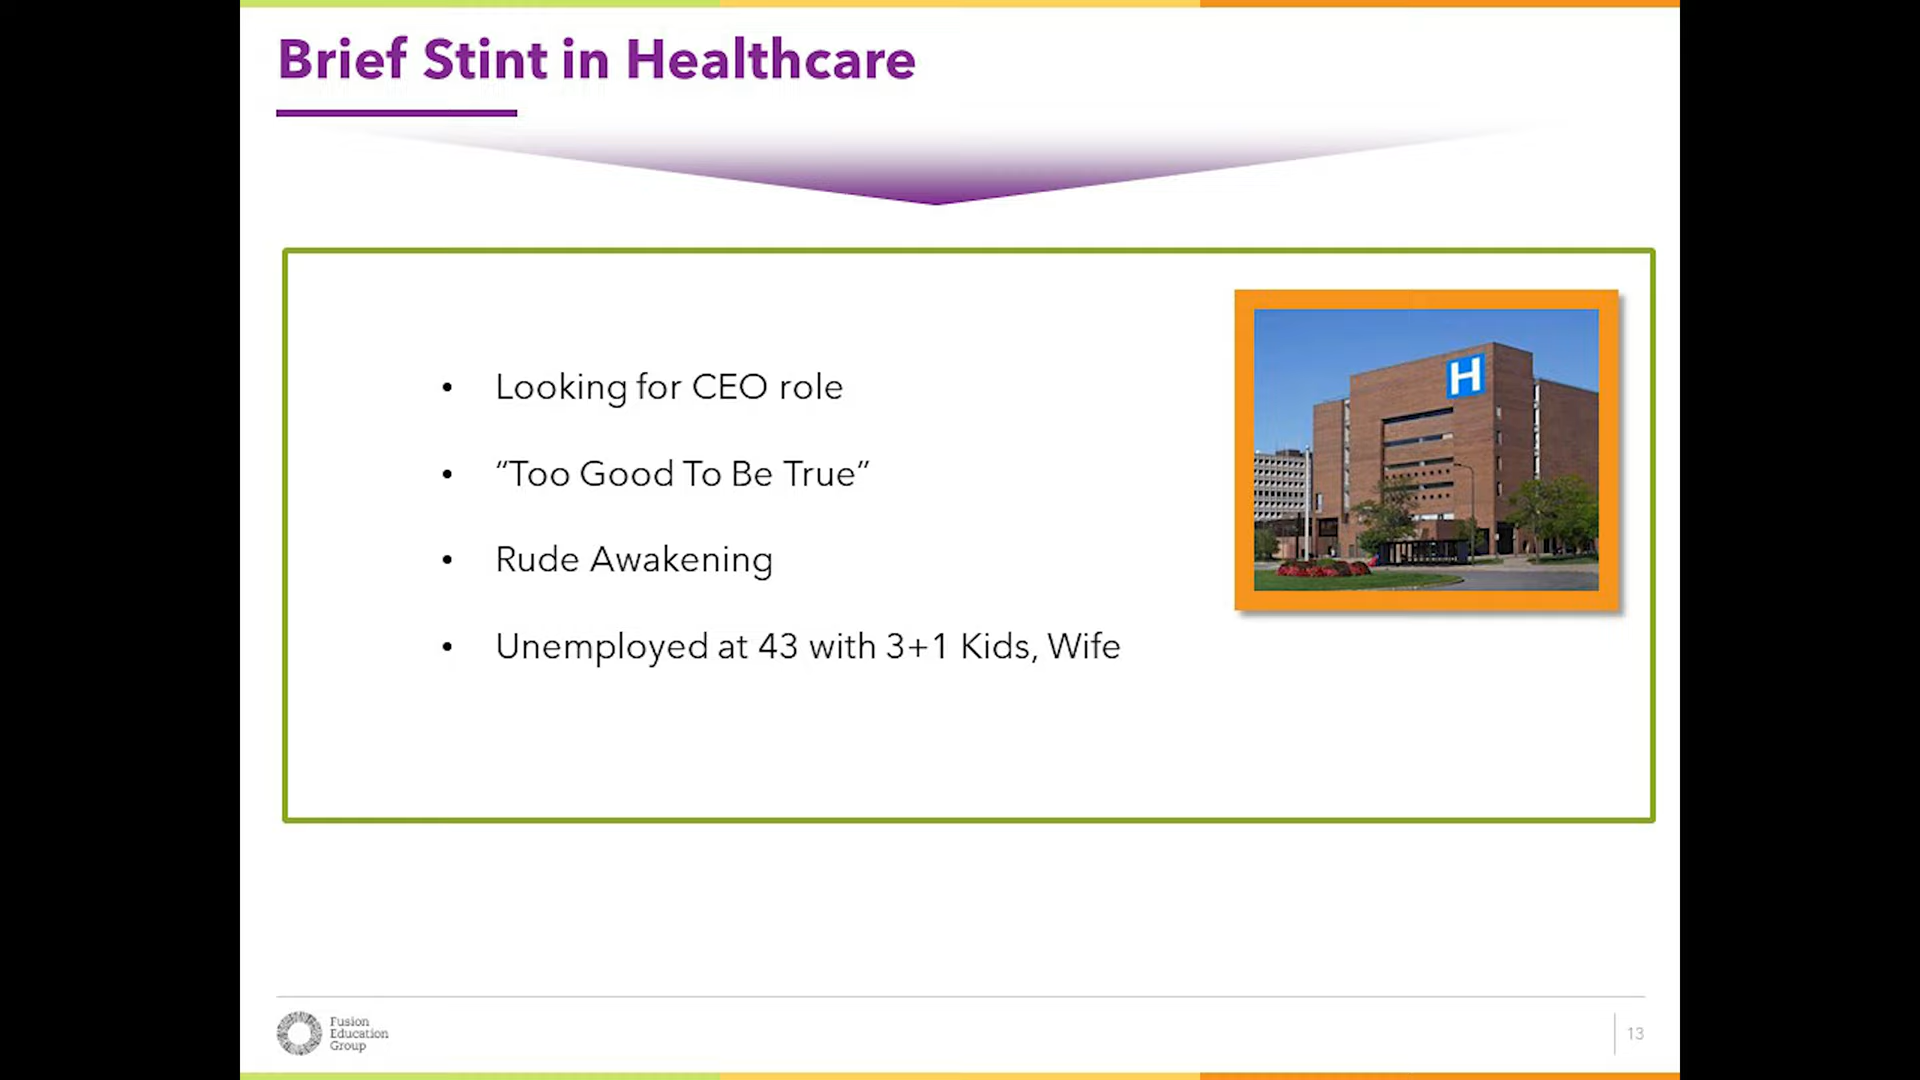 Brief Stint in Healthcare
• Looking for CEO role
• “Too Good To Be True”
• Rude Awakening
• Unemployed at 43 with 3+1 Kids, Wife
H
Fusion
Education
Group
13